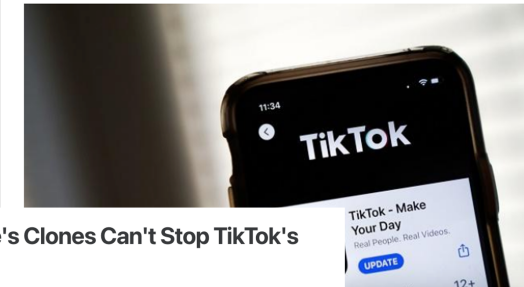 11:34
TikTok
TikTok - Make
Your Day
Real People. Real Videos.
UPDATE
12+
's Clones Can't Stop TikTok's